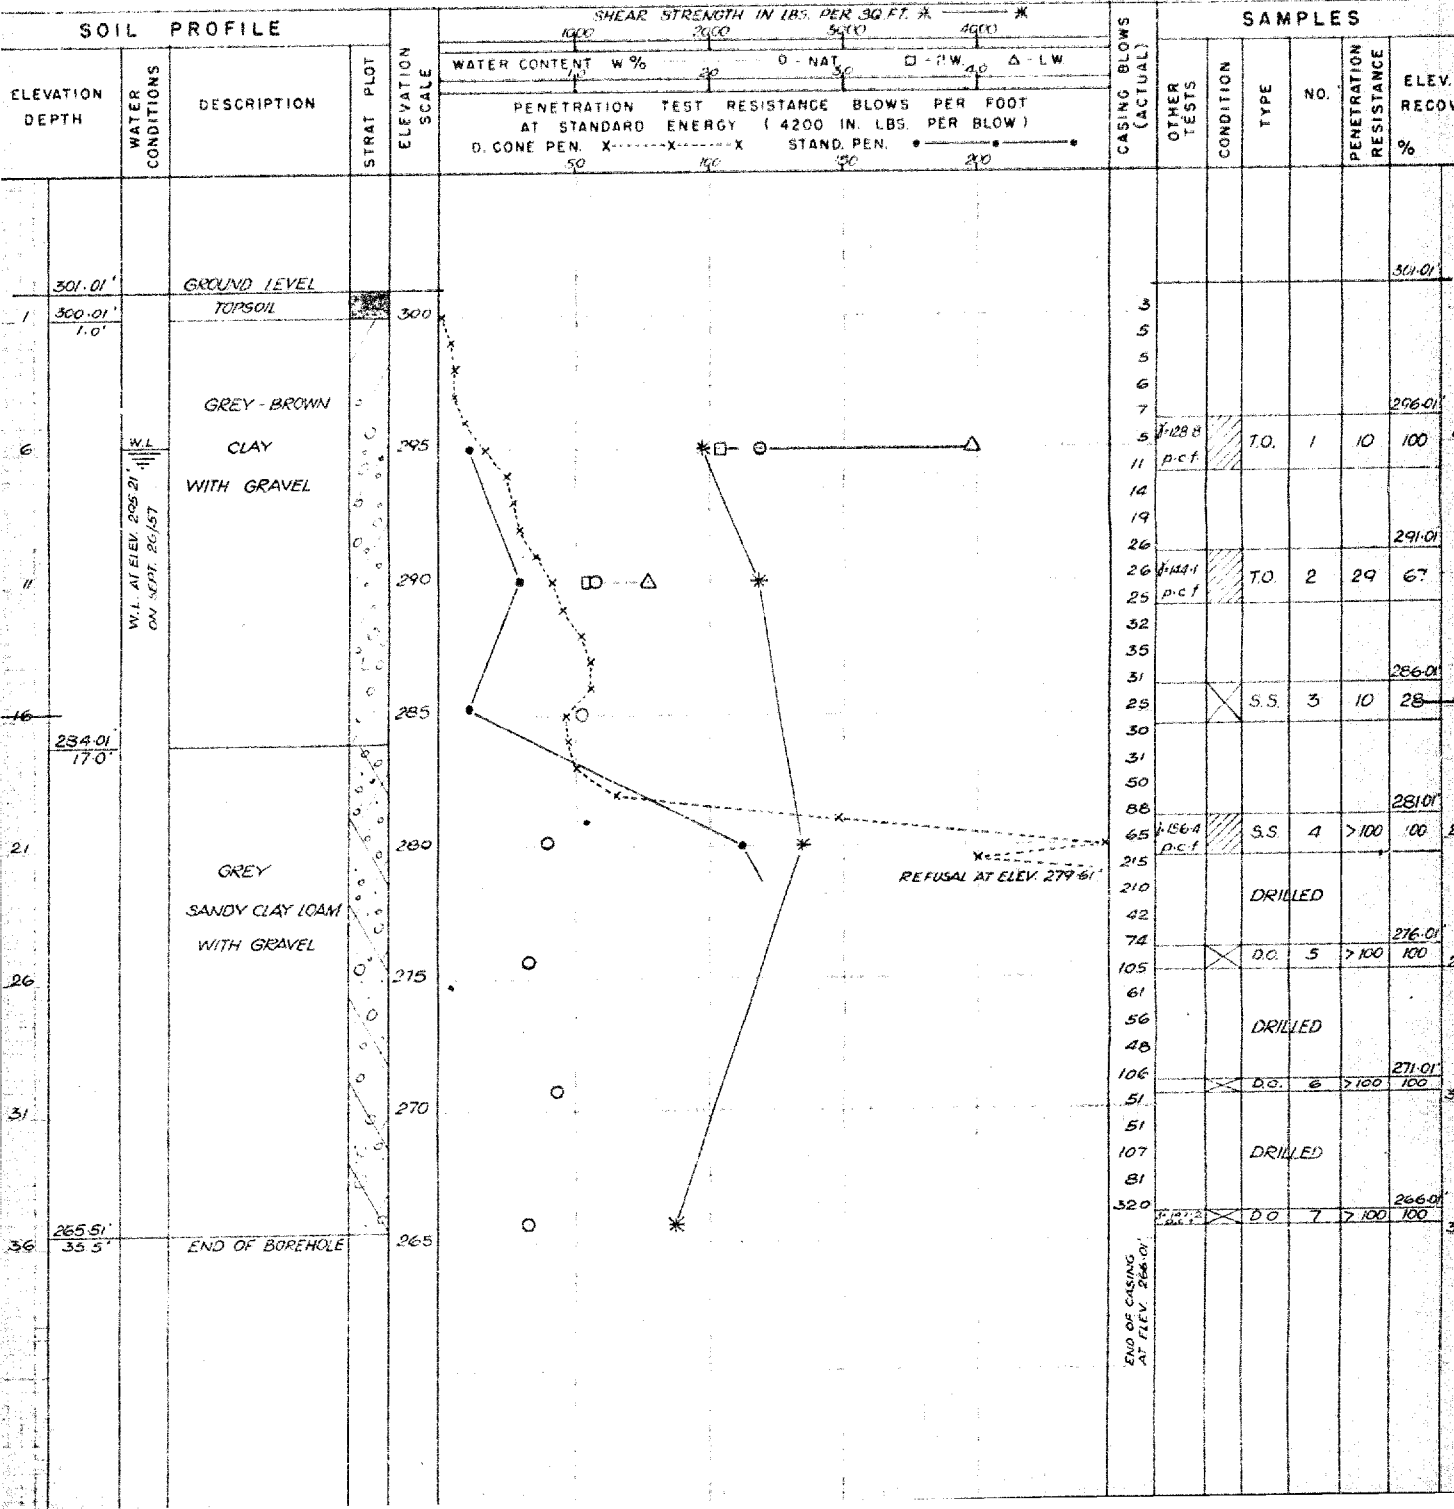 SOIL PROFILE
ELEVATION
DEPTH
WATER
CONDITIONS
DESCRIPTION
STRAT PLOT
ELEVATION
SCALE
SHEAR STRENGTH IN LBS. PER SQ.FT.
1000 2000 3000 4000
WATER CONTENT W% O - NAT □ - P.W. △ - L.W.
10 20 30 40
PENETRATION TEST RESISTANCE BLOWS PER FOOT
AT STANDARD ENERGY (4200 IN. LBS. PER BLOW)
D. CONE PEN. X-------X-------X STAND. PEN.
50 100 150 200
CASING BLOWS
(ACTUAL)
SAMPLES
OTHER
TESTS
CONDITION
TYPE
NO.
PENETRATION
RESISTANCE
ELEV.
RECOV
%
301.01'
GROUND LEVEL
301.01'
1
300.01'
1.0'
TOPSOIL
300
3
5
5
6
7
GREY-BROWN
CLAY
WITH GRAVEL
296.01'
6
W.L.
W.L. AT ELEV. 295.21'
ON SEPT. 26/57
295
5
11
γ=128.8
p.c.f.
T.O. 1 10 100
14
19
26
291.01
11
290
26
25
γ=144.1
p.c.f
T.O. 2 29 67
32
35
31
286.01
16
285
25
S.S. 3 10 28
30
31
50
88
284.01
17.0'
281.01
21
280
65
215
p.c.f
S.S. 4 >100 100
REFUSAL AT ELEV. 279.61'
GREY
SANDY CLAY LOAM
WITH GRAVEL
210
42
74
DRILLED
276.01
26
275
105
D.O. 5 >100 100
61
56
48
106
DRILLED
271.01'
31
270
51
D.O. 6 >100 100
51
107
81
320
DRILLED
266.01
D.O 7 >100 100
265.51'
35.5'
36
END OF BOREHOLE
265
END OF CASING
AT ELEV. 266.01'